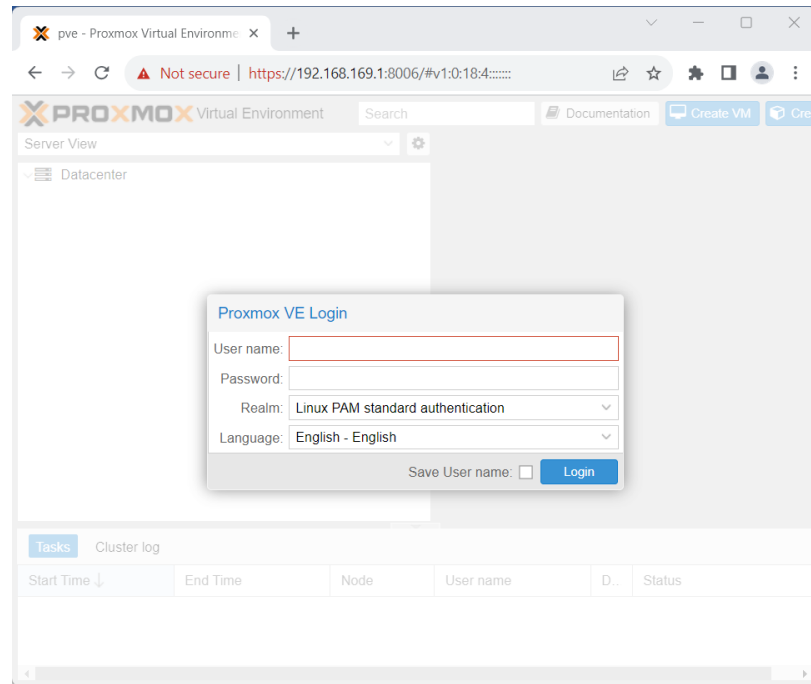 pve - Proxmox Virtual Environme
Not secure | https://192.168.169.1:8006/#v1:0:18:4:::::::
PROXMOX Virtual Environment Search Documentation Create VM Cre
Server View
Datacenter
Proxmox VE Login
User name:
Password:
Realm: Linux PAM standard authentication
Language: English - English
Save User name: Login
Tasks Cluster log
Start Time End Time Node User name D... Status